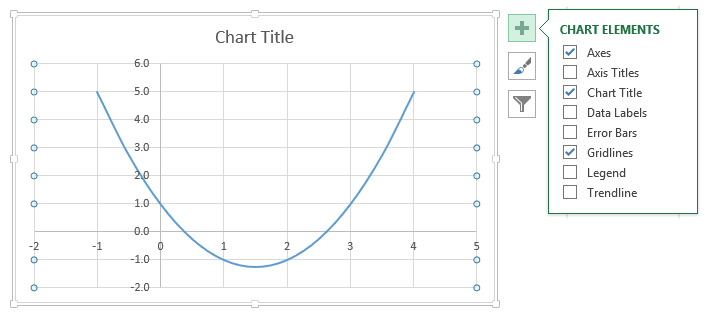 Chart Title
6.0
5.0
4.0
3.0
2.0
1.0
0.0
-2 -1 0 1 2 3 4 5
-1.0
-2.0
CHART ELEMENTS
Axes
Axis Titles
Chart Title
Data Labels
Error Bars
Gridlines
Legend
Trendline